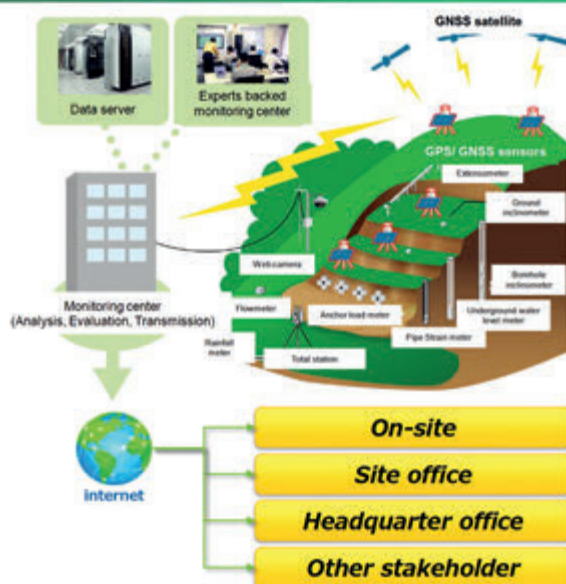 GNSS satellite
Data server
Experts backed
monitoring center
GPS/ GNSS sensors
Extensometer
Ground
inclinometer
Web camera
Borehole
inclinometer
Monitoring center
(Analysis, Evaluation, Transmission)
Flowmeter
Anchor load meter
Underground water
level meter
Pipe Strain meter
Rainfall
meter
Total station
internet
On-site
Site office
Headquarter office
Other stakeholder